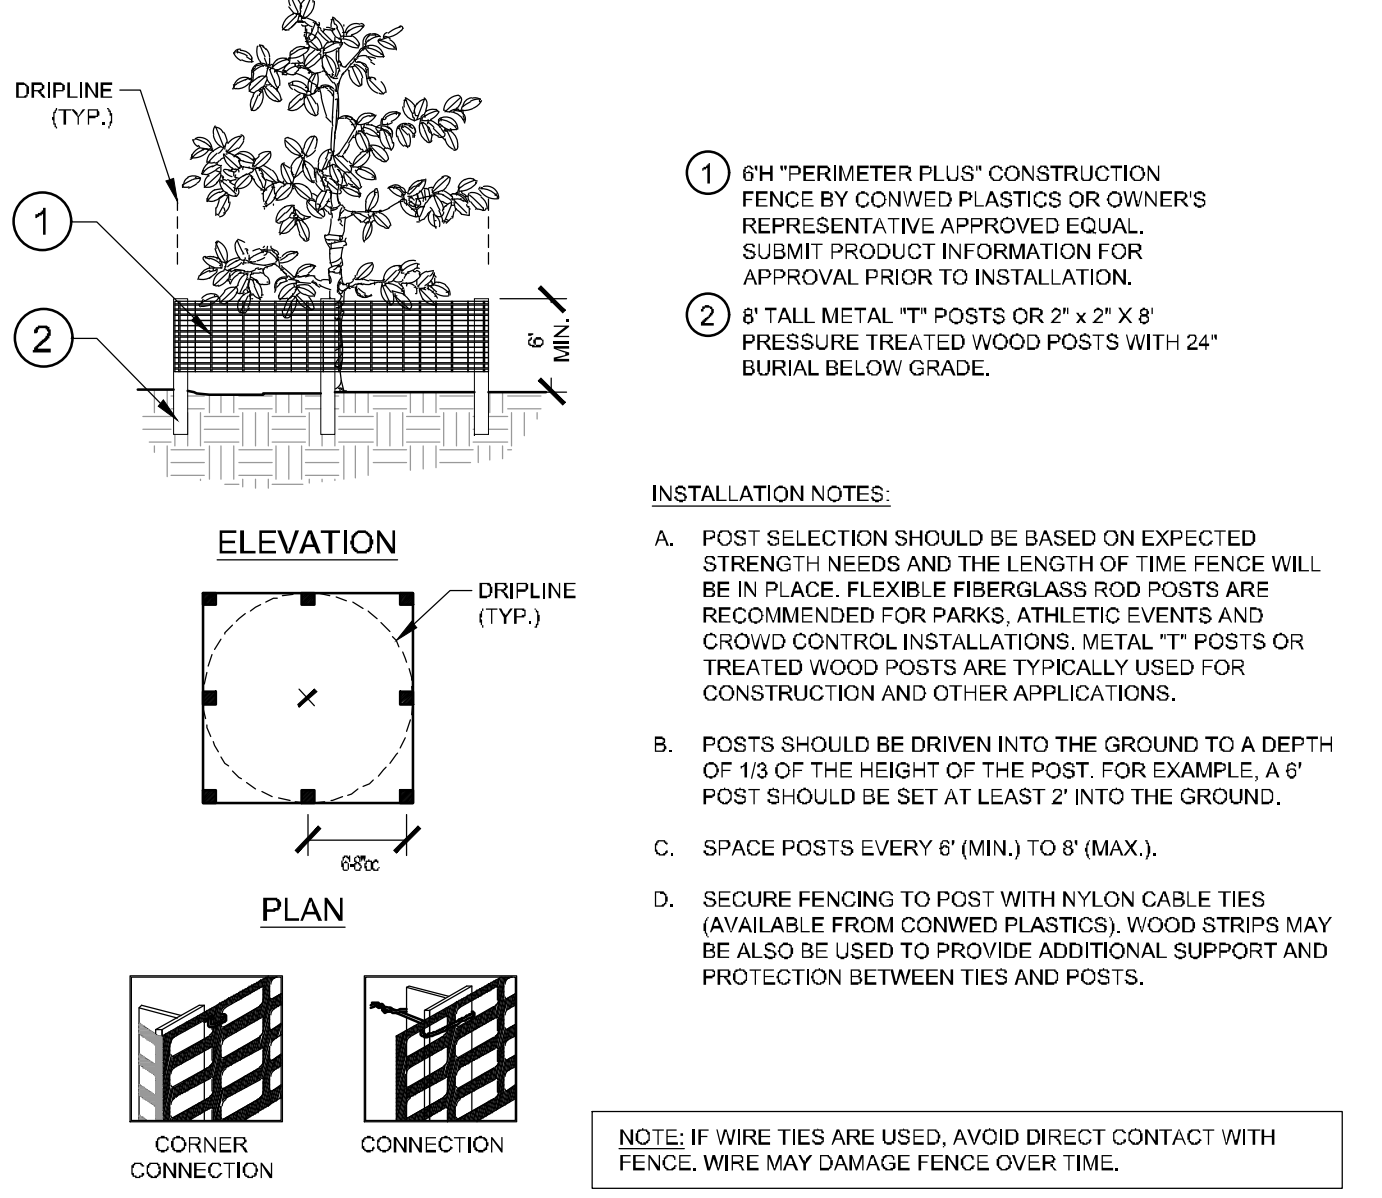 DRIPLINE
(TYP.)
1
2
6'
MIN.
ELEVATION
DRIPLINE
(TYP.)
6'-8"oc
PLAN
CORNER
CONNECTION
CONNECTION
1 6'H "PERIMETER PLUS" CONSTRUCTION
FENCE BY CONWED PLASTICS OR OWNER'S
REPRESENTATIVE APPROVED EQUAL.
SUBMIT PRODUCT INFORMATION FOR
APPROVAL PRIOR TO INSTALLATION.
2 8' TALL METAL "T" POSTS OR 2" x 2" X 8'
PRESSURE TREATED WOOD POSTS WITH 24"
BURIAL BELOW GRADE.
INSTALLATION NOTES:
A. POST SELECTION SHOULD BE BASED ON EXPECTED
STRENGTH NEEDS AND THE LENGTH OF TIME FENCE WILL
BE IN PLACE. FLEXIBLE FIBERGLASS ROD POSTS ARE
RECOMMENDED FOR PARKS, ATHLETIC EVENTS AND
CROWD CONTROL INSTALLATIONS. METAL "T" POSTS OR
TREATED WOOD POSTS ARE TYPICALLY USED FOR
CONSTRUCTION AND OTHER APPLICATIONS.
B. POSTS SHOULD BE DRIVEN INTO THE GROUND TO A DEPTH
OF 1/3 OF THE HEIGHT OF THE POST. FOR EXAMPLE, A 6'
POST SHOULD BE SET AT LEAST 2' INTO THE GROUND.
C. SPACE POSTS EVERY 6' (MIN.) TO 8' (MAX.).
D. SECURE FENCING TO POST WITH NYLON CABLE TIES
(AVAILABLE FROM CONWED PLASTICS). WOOD STRIPS MAY
BE ALSO BE USED TO PROVIDE ADDITIONAL SUPPORT AND
PROTECTION BETWEEN TIES AND POSTS.
NOTE: IF WIRE TIES ARE USED, AVOID DIRECT CONTACT WITH
FENCE. WIRE MAY DAMAGE FENCE OVER TIME.